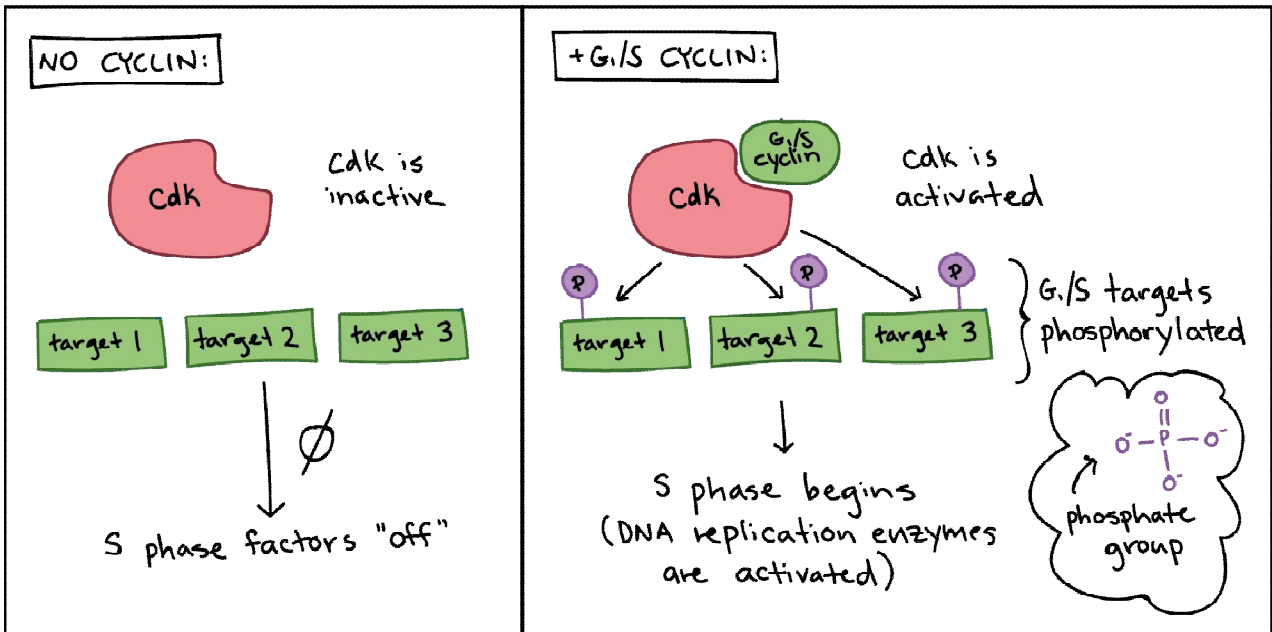 NO CYCLIN:
Cdk
Cdk is
inactive
target 1
target 2
target 3
Ø
S phase factors "off"
+G₁/S CYCLIN:
G₁/S
cyclin
Cdk
Cdk is
activated
P
P
P
target 1
target 2
target 3
G₁/S targets
phosphorylated
S phase begins
(DNA replication enzymes
are activated)
O
O⁻ P O⁻
O⁻
phosphate
group